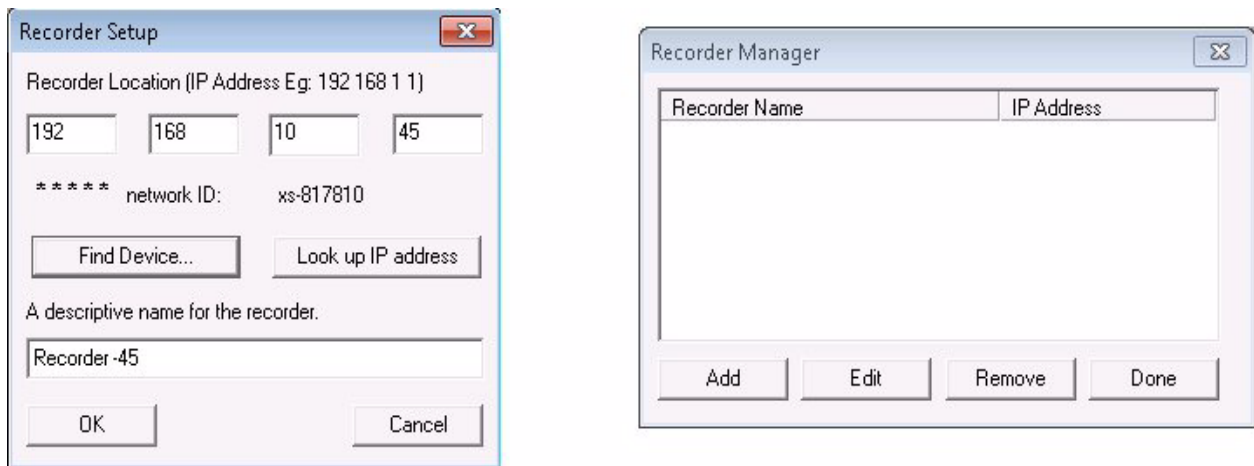 Recorder Setup
Recorder Location (IP Address Eg: 192 168 1 1)
192 168 10 45
* * * * * network ID: xs-817810
Find Device... Look up IP address
A descriptive name for the recorder.
Recorder-45
OK Cancel
Recorder Manager
Recorder Name IP Address
Add Edit Remove Done